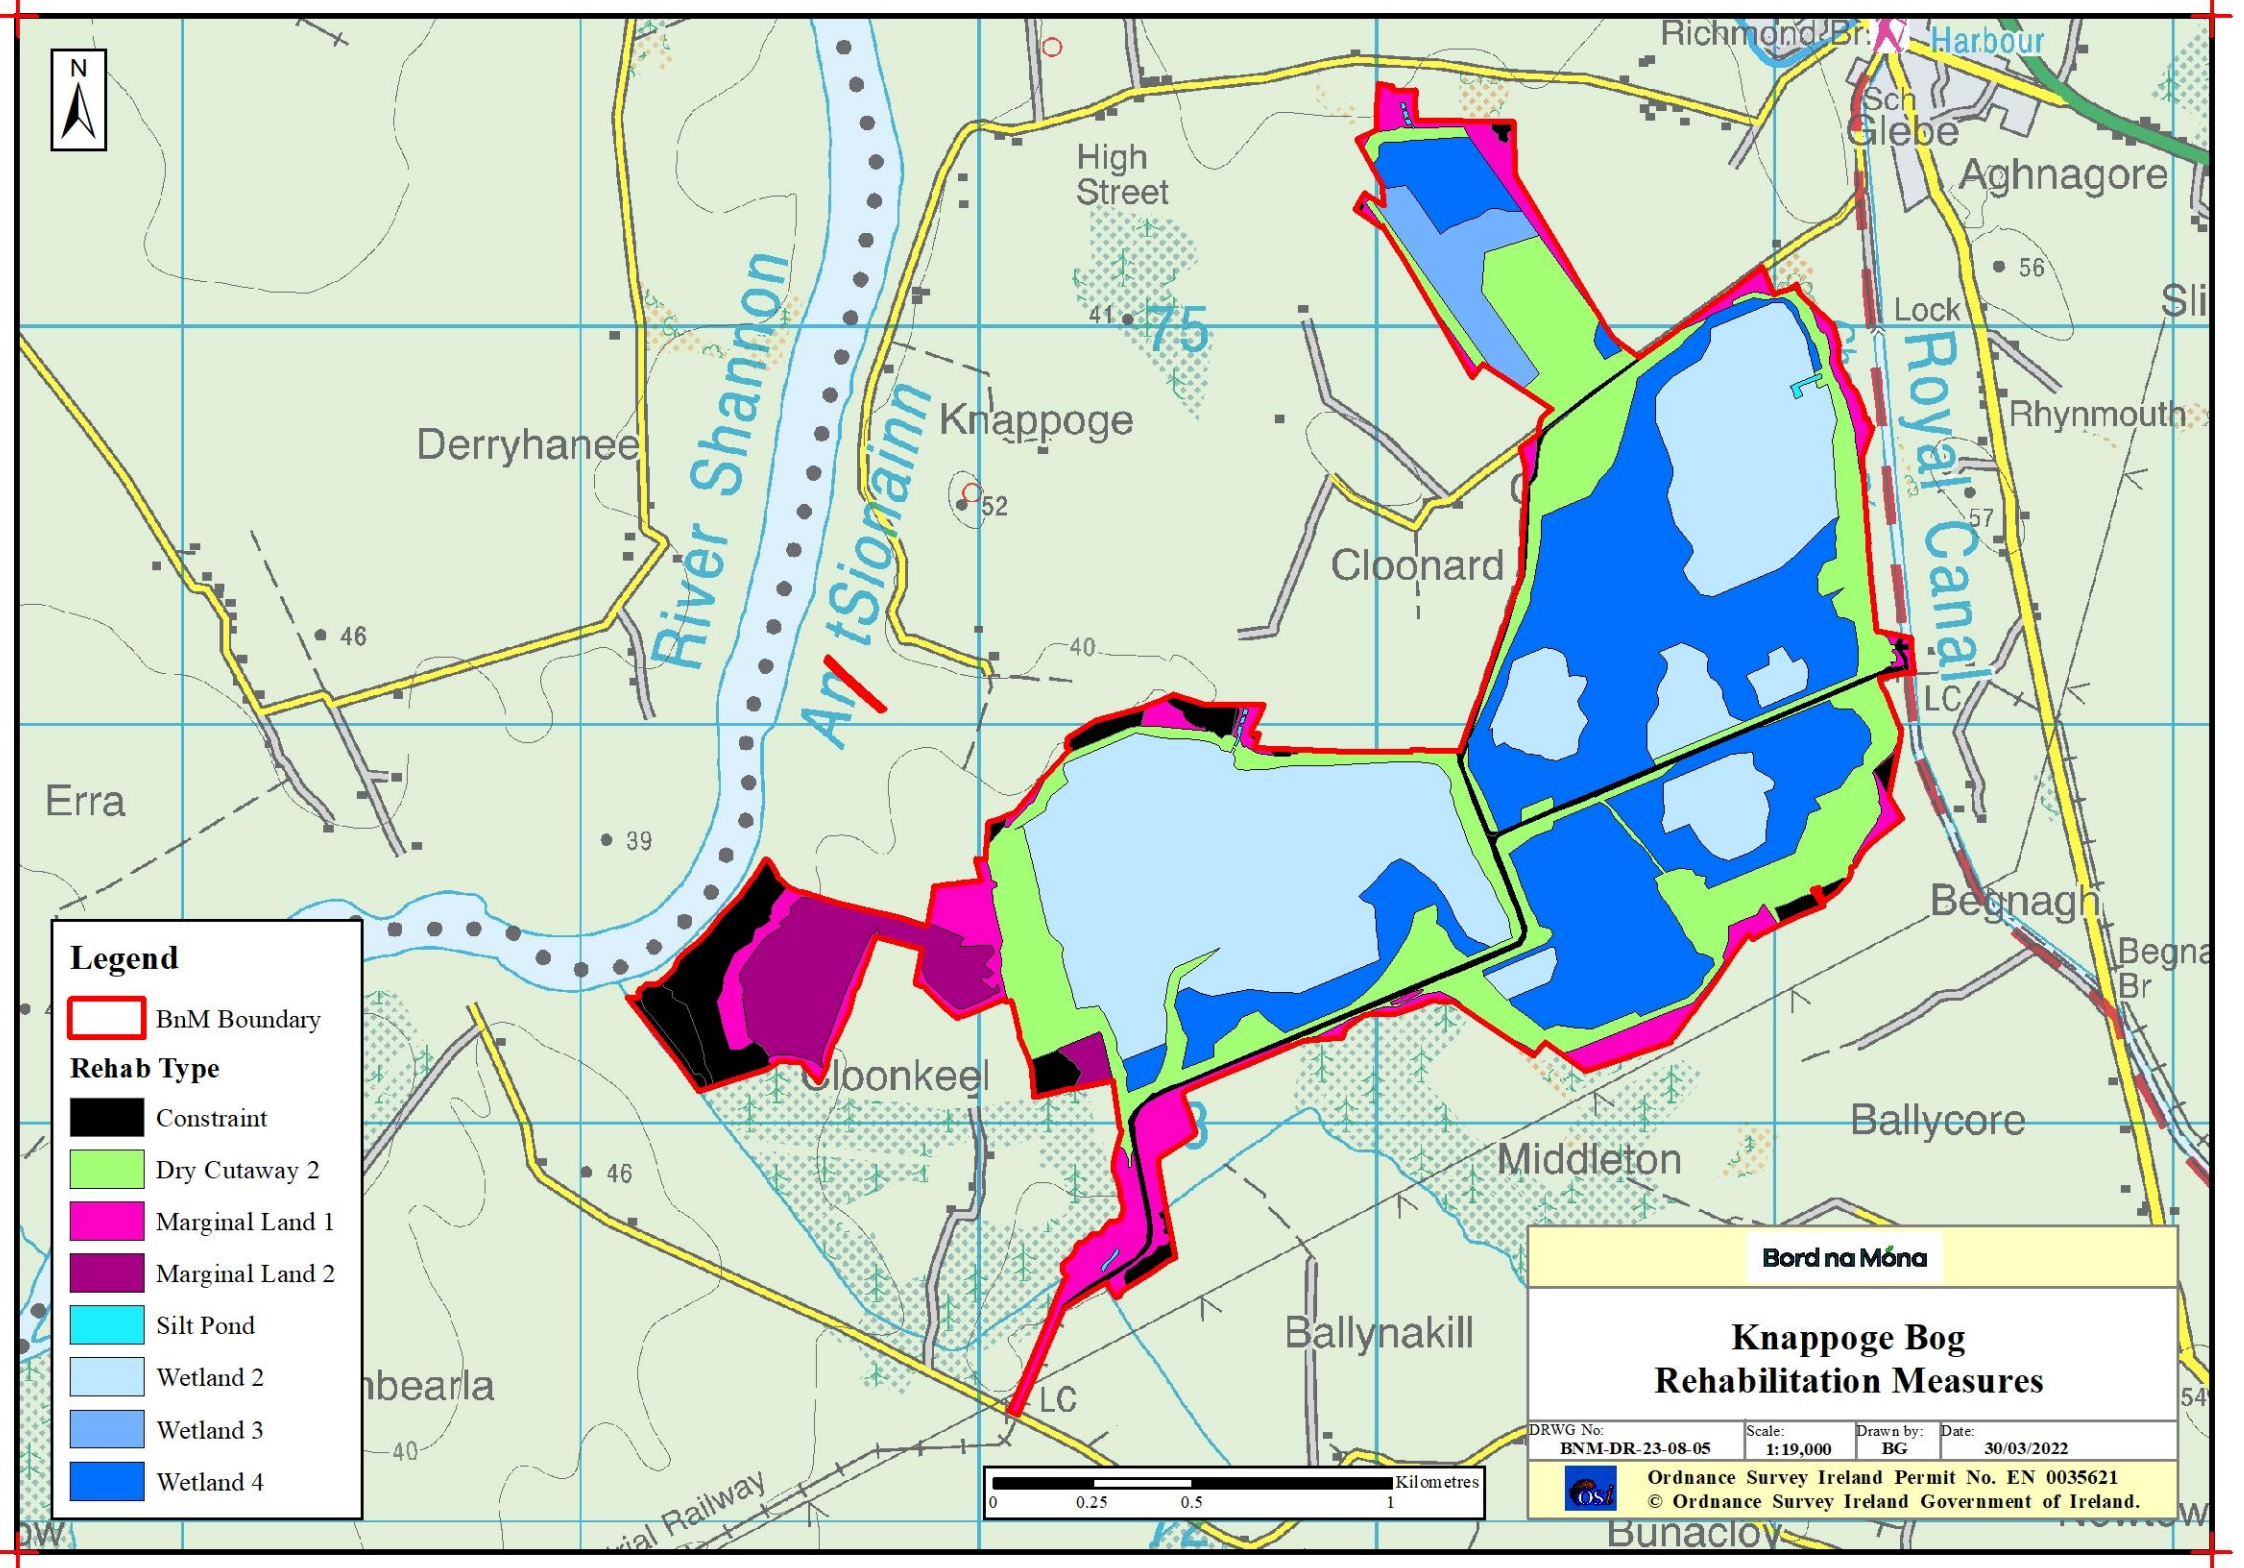 N
Richmond Br.
Harbour
Sch
Glebe
High
Street
Aghnagore
56
Lock
Sli
41
75
River Shannon
Knappoge
Derryhanee
Rhynmouth
Royal Canal
52
57
Cloonard
46
40
LC
Erra
39
Begnagh
Begna
Br
Cloonkeel
Ballycore
Middleton
46
Ballynakill
LC
nbearla
40
54
rial Railway
Bunacloy
Legend
BnM Boundary
Rehab Type
Constraint
Dry Cutaway 2
Marginal Land 1
Marginal Land 2
Silt Pond
Wetland 2
Wetland 3
Wetland 4
Kilometres
0 0.25 0.5 1
Bord na Móna
Knappoge Bog
Rehabilitation Measures
DRWG No: Scale: Drawn by: Date:
BNM-DR-23-08-05 1:19,000 BG 30/03/2022
OSi
Ordnance Survey Ireland Permit No. EN 0035621
© Ordnance Survey Ireland Government of Ireland.